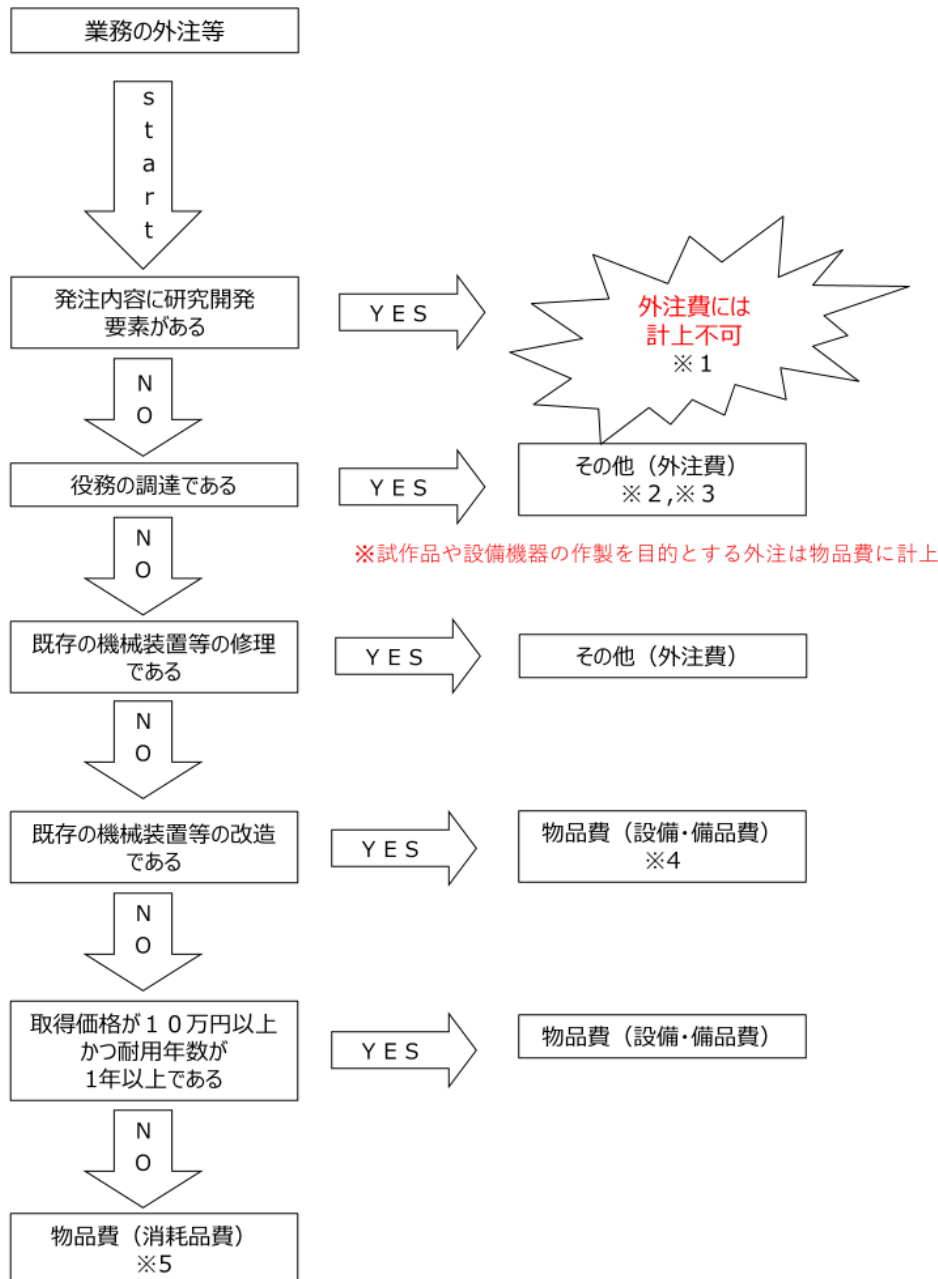 業務の外注等
start
発注内容に研究開発
要素がある
ＹＥＳ
外注費には
計上不可
※１
ＮＯ
役務の調達である
ＹＥＳ
その他（外注費）
※２,※３
※試作品や設備機器の作製を目的とする外注は物品費に計上
ＮＯ
既存の機械装置等の修理
である
ＹＥＳ
その他（外注費）
ＮＯ
既存の機械装置等の改造
である
ＹＥＳ
物品費（設備・備品費）
※4
ＮＯ
取得価格が１０万円以上
かつ耐用年数が
1年以上である
ＹＥＳ
物品費（設備・備品費）
ＮＯ
物品費（消耗品費）
※5